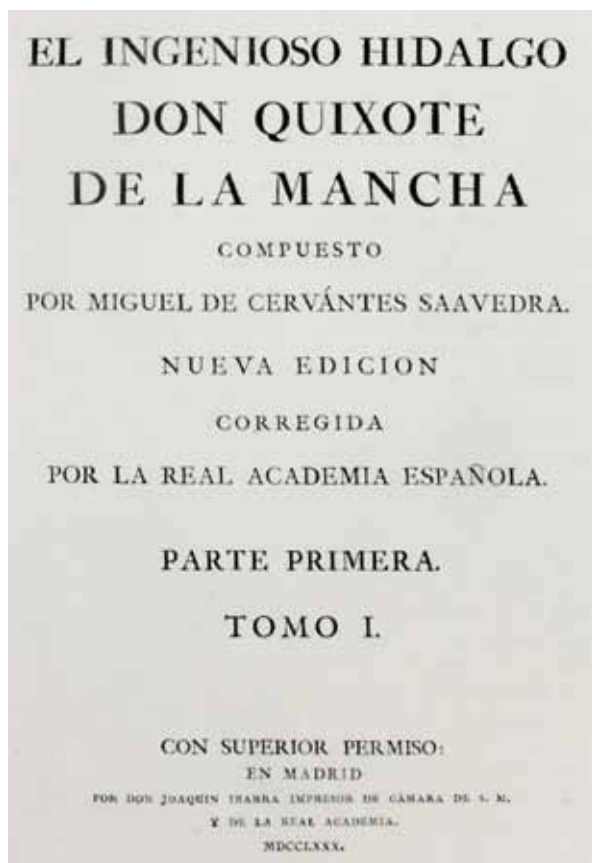 EL INGENIOSO HIDALGO
DON QUIXOTE
DE LA MANCHA
COMPUESTO
POR MIGUEL DE CERVÁNTES SAAVEDRA.
NUEVA EDICION
CORREGIDA
POR LA REAL ACADEMIA ESPAÑOLA.
PARTE PRIMERA.
TOMO I.
CON SUPERIOR PERMISO:
EN MADRID
POR DON JOAQUIN IBARRA IMPRESOR DE CÁMARA DE S. M.
Y DE LA REAL ACADEMIA.
MDCCLXXX.